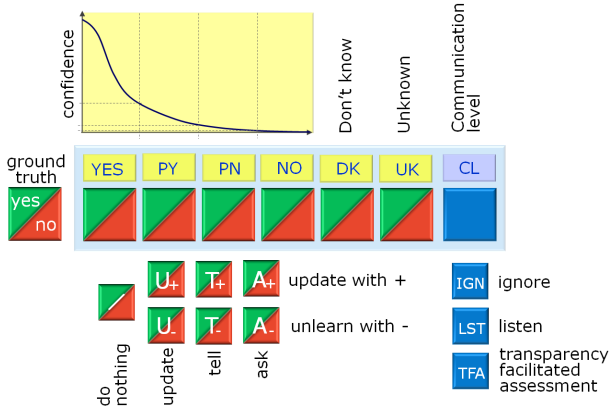 confidence
Don't know
Unknown
Communication
level
ground
truth
yes
no
YES
PY
PN
NO
DK
UK
CL
U+
T+
A+
update with +
U-
T-
A-
unlearn with -
do
nothing
update
tell
ask
IGN
ignore
LST
listen
TFA
transparency
facilitated
assessment